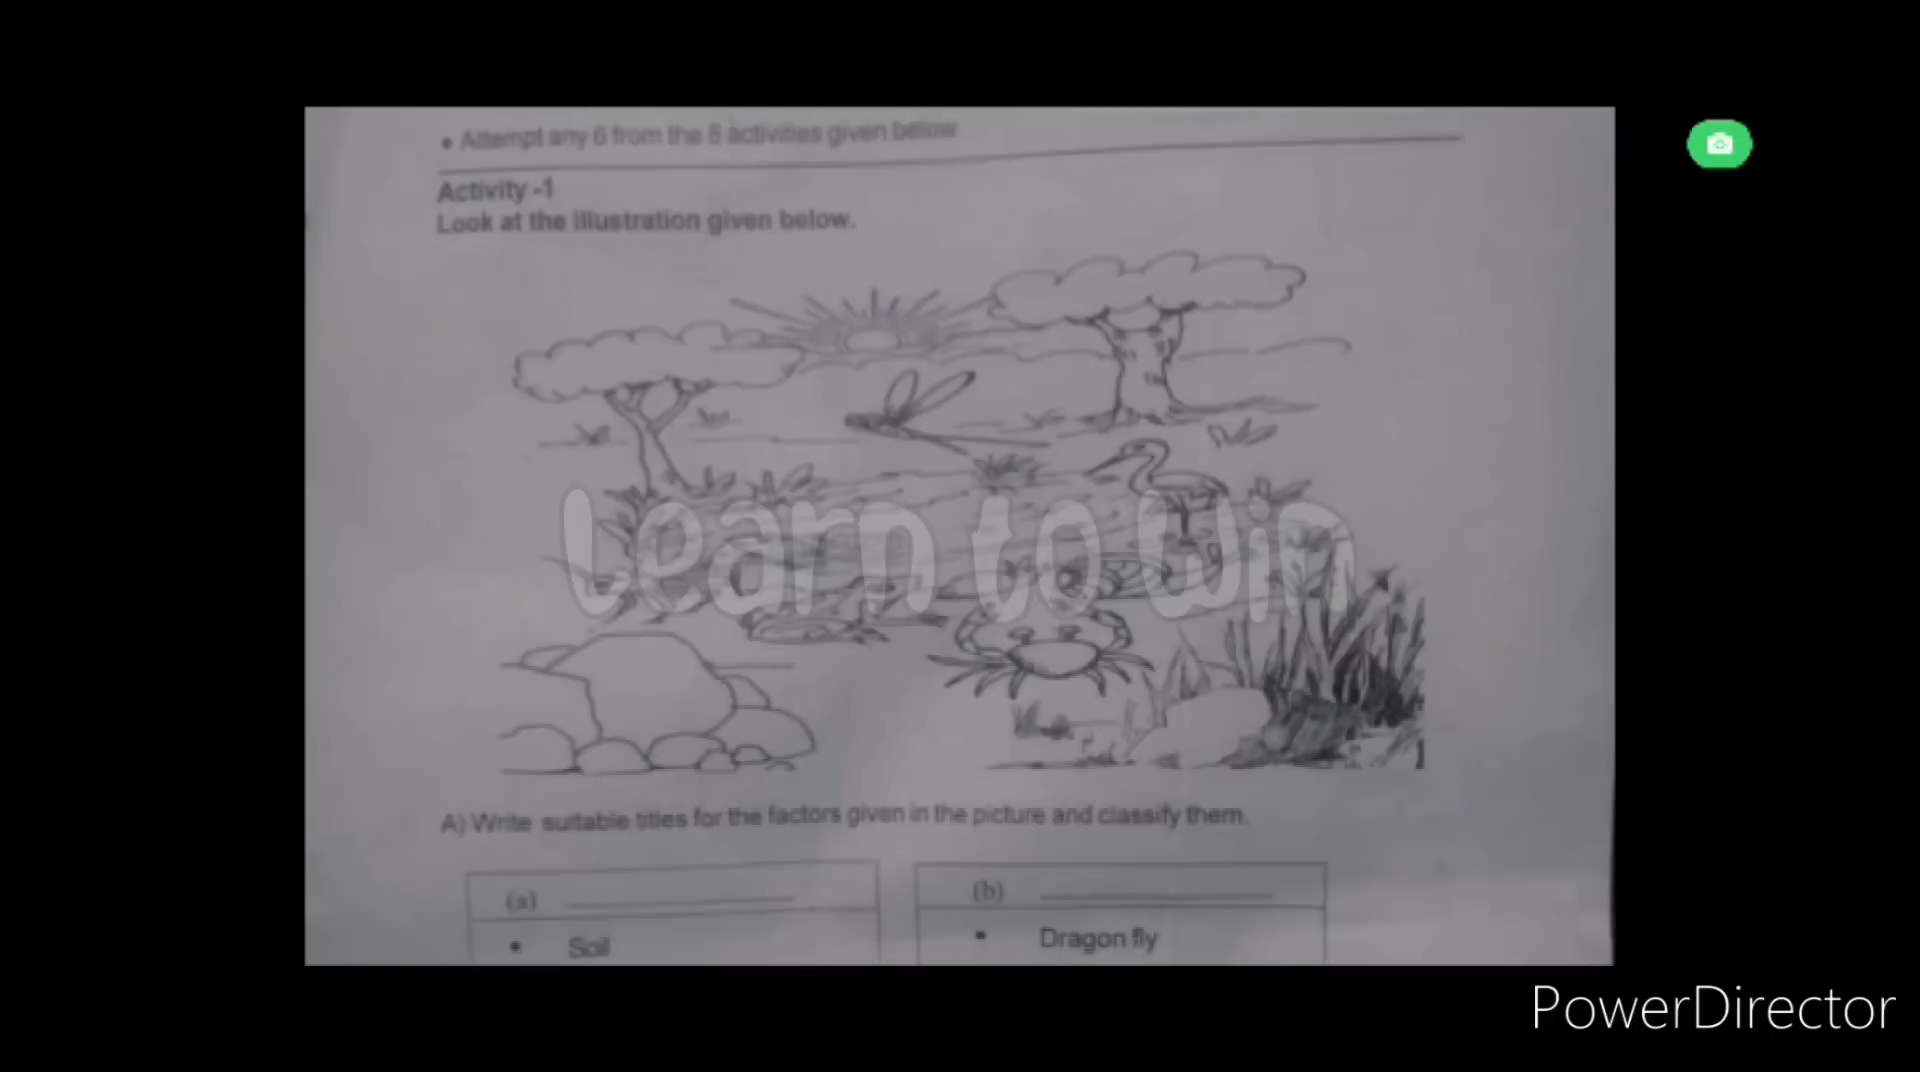 • Attempt any 6 from the 8 activities given below
Activity -1
Look at the illustration given below.
Learn to Win
A) Write suitable titles for the factors given in the picture and classify them.
(a)
• Soil
(b)
• Dragon fly
PowerDirector